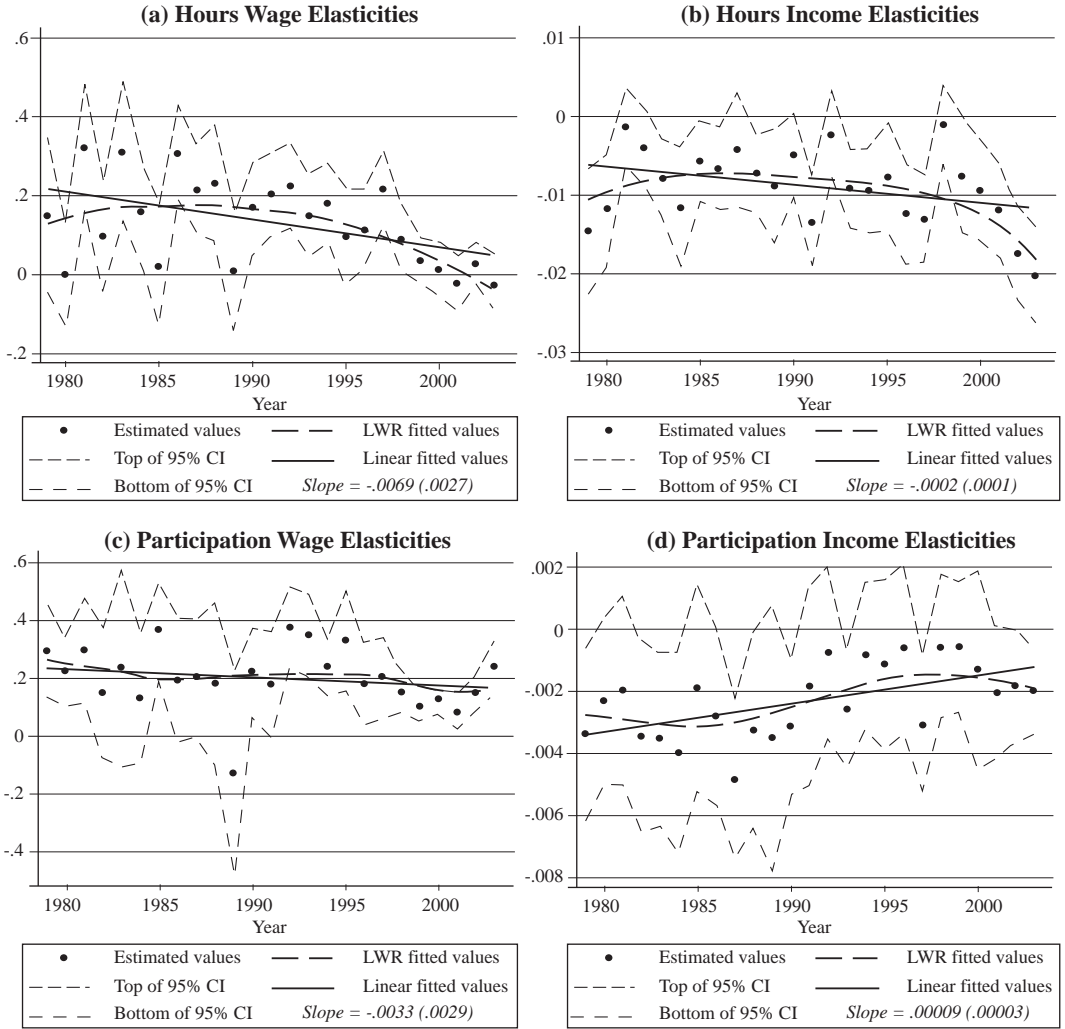 (a) Hours Wage Elasticities
.6
.4
.2
0
-.2
1980 1985 1990 1995 2000
Year
Estimated values LWR fitted values
Top of 95% CI Linear fitted values
Bottom of 95% CI Slope = -.0069 (.0027)
(b) Hours Income Elasticities
.01
0
-.01
-.02
-.03
1980 1985 1990 1995 2000
Year
Estimated values LWR fitted values
Top of 95% CI Linear fitted values
Bottom of 95% CI Slope = -.0002 (.0001)
(c) Participation Wage Elasticities
.6
.4
.2
0
-.2
-.4
1980 1985 1990 1995 2000
Year
Estimated values LWR fitted values
Top of 95% CI Linear fitted values
Bottom of 95% CI Slope = -.0033 (.0029)
(d) Participation Income Elasticities
.002
0
-.002
-.004
-.006
-.008
1980 1985 1990 1995 2000
Year
Estimated values LWR fitted values
Top of 95% CI Linear fitted values
Bottom of 95% CI Slope = .00009 (.00003)